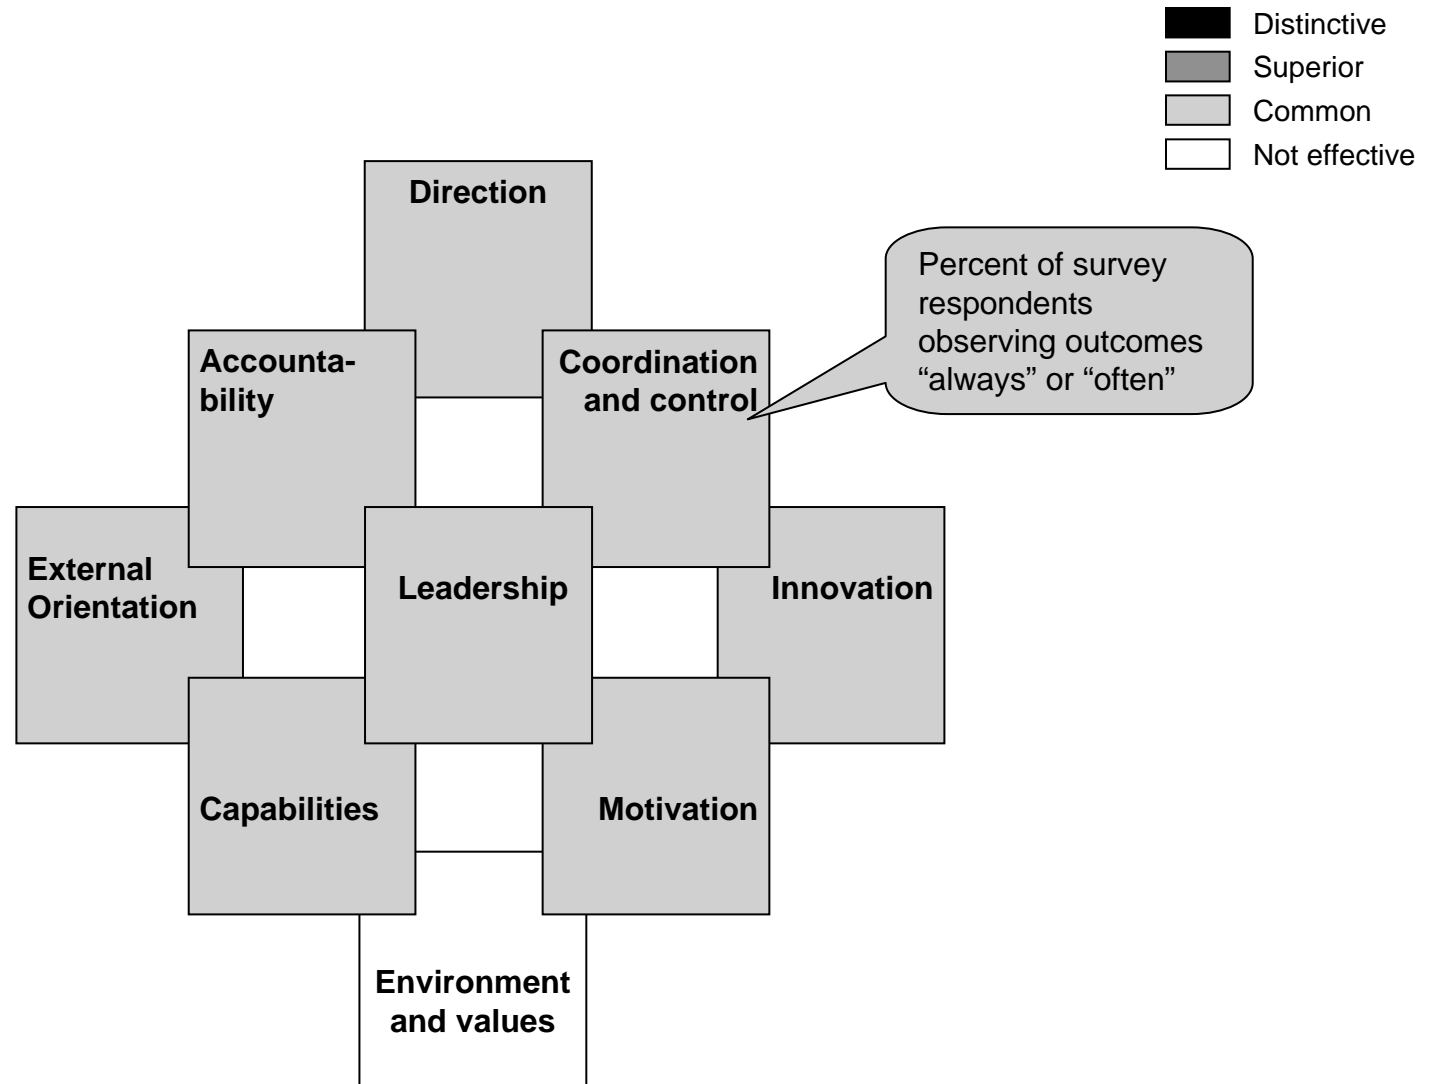 Distinctive
Superior
Common
Not effective
Direction
Percent of survey
respondents
observing outcomes
“always” or “often”
Accounta-
bility
Coordination
and control
External
Orientation
Leadership
Innovation
Capabilities
Motivation
Environment
and values